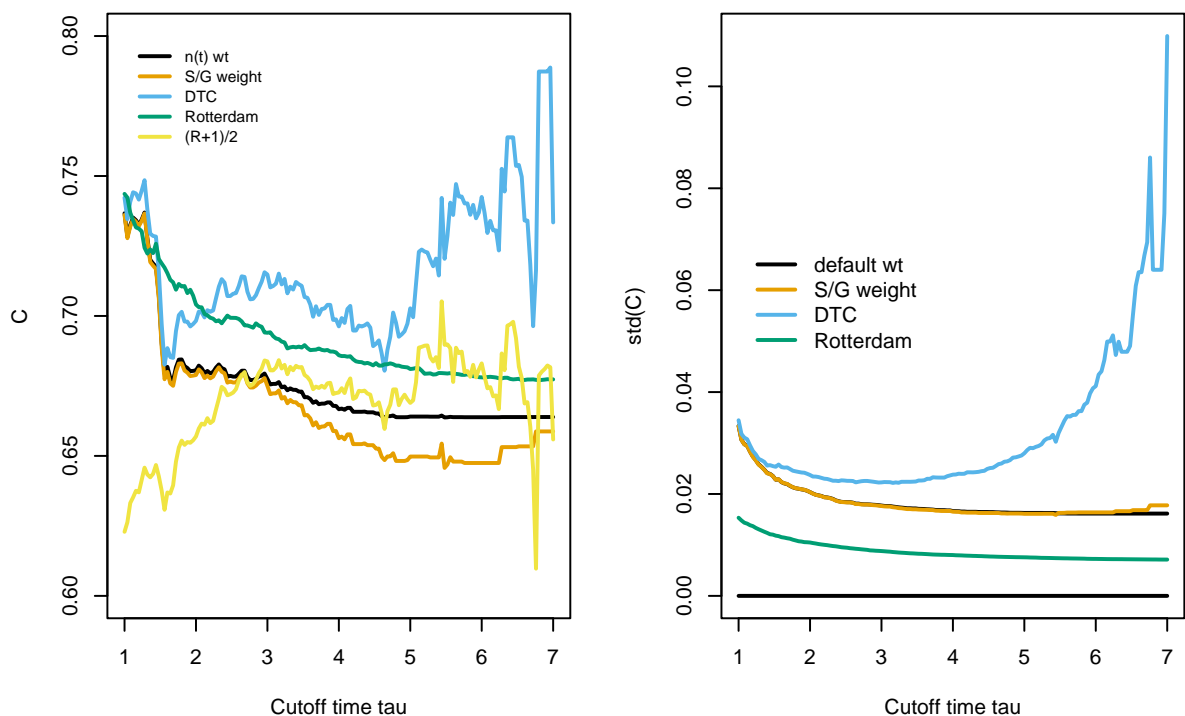 C
0.80
0.75
0.70
0.65
0.60
n(t) wt
S/G weight
DTC
Rotterdam
(R+1)/2
1 2 3 4 5 6 7
Cutoff time tau
std(C)
0.10
0.08
0.06
0.04
0.02
0.00
default wt
S/G weight
DTC
Rotterdam
1 2 3 4 5 6 7
Cutoff time tau